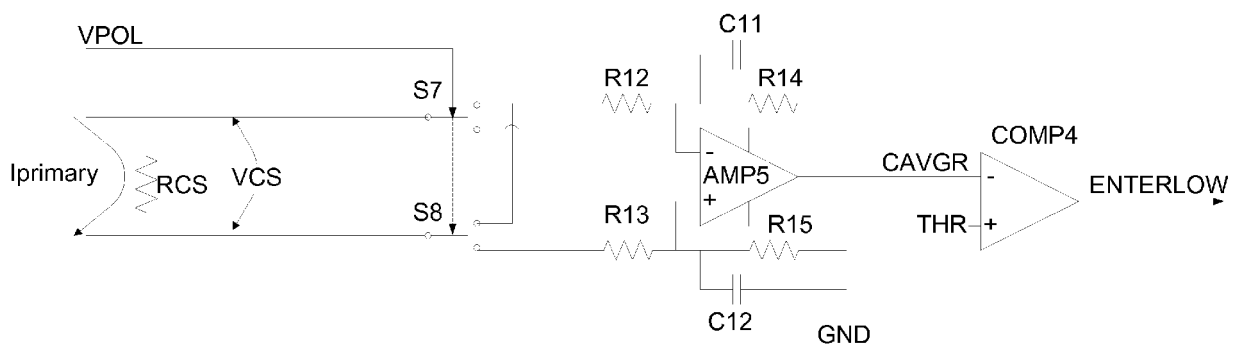 VPOL
C11
S7
R12
R14
COMP4
Iprimary
RCS
VCS
-
AMP5
+
CAVGR
-
ENTERLOW
THR
+
S8
R13
R15
C12
GND